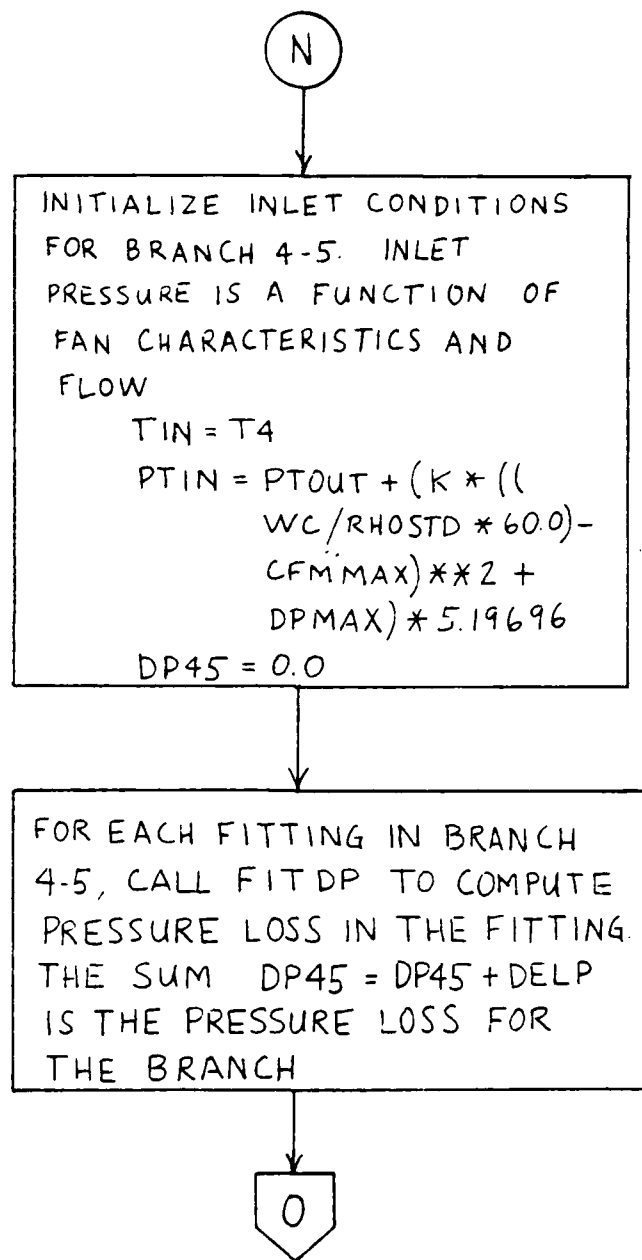 N
INITIALIZE INLET CONDITIONS
FOR BRANCH 4-5. INLET
PRESSURE IS A FUNCTION OF
FAN CHARACTERISTICS AND
FLOW
TIN = T4
PTIN = PTOUT + (K * ((
WC/RHOSTD * 60.0) -
CFMMAX) ** 2 +
DPMAX) * 5.19696
DP45 = 0.0
FOR EACH FITTING IN BRANCH
4-5, CALL FITDP TO COMPUTE
PRESSURE LOSS IN THE FITTING.
THE SUM DP45 = DP45 + DELP
IS THE PRESSURE LOSS FOR
THE BRANCH
O